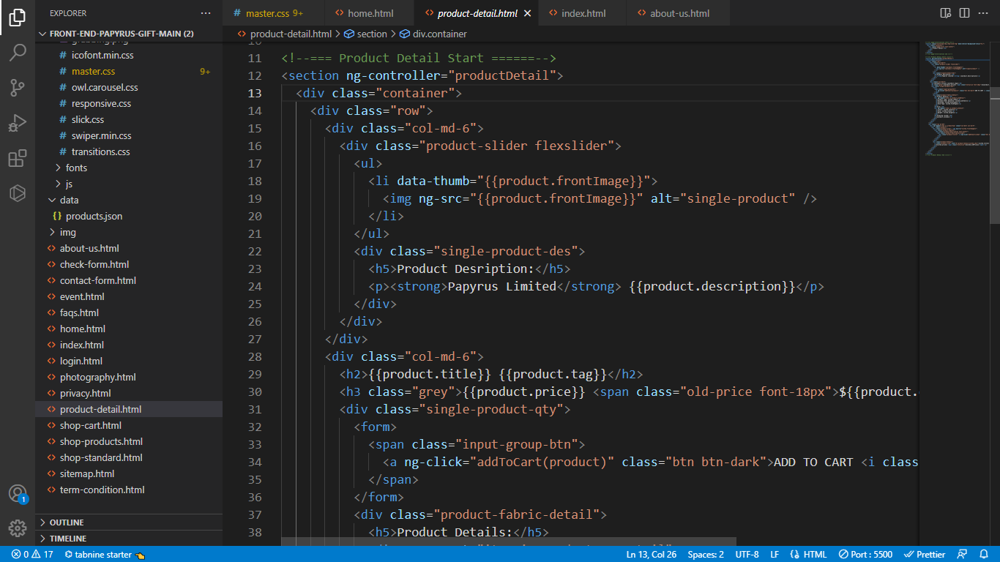 EXPLORER
FRONT-END-PAPYRUS-GIFT-MAIN (2)
# icofont.min.css
# master.css 9+
# owl.carousel.css
# responsive.css
# slick.css
# swiper.min.css
# transitions.css
fonts
js
data
{} products.json
img
<> about-us.html
<> check-form.html
<> contact-form.html
<> event.html
<> faqs.html
<> home.html
<> index.html
<> login.html
<> photography.html
<> privacy.html
<> product-detail.html
<> shop-cart.html
<> shop-products.html
<> shop-standard.html
<> sitemap.html
<> term-condition.html
OUTLINE
TIMELINE
1
# master.css 9+ <> home.html <> product-detail.html <> index.html <> about-us.html
<> product-detail.html > section > div.container
11 <!--=== Product Detail Start ======-->
12 <section ng-controller="productDetail">
13 <div class="container">
14 <div class="row">
15 <div class="col-md-6">
16 <div class="product-slider flexslider">
17 <ul>
18 <li data-thumb="{{product.frontImage}}">
19 <img ng-src="{{product.frontImage}}" alt="single-product" />
20 </li>
21 </ul>
22 <div class="single-product-des">
23 <h5>Product Desription:</h5>
24 <p><strong>Papyrus Limited</strong> {{product.description}}</p>
25 </div>
26 </div>
27 </div>
28 <div class="col-md-6">
29 <h2>{{product.title}} {{product.tag}}</h2>
30 <h3 class="grey">{{product.price}} <span class="old-price font-18px">${{product.
31 <div class="single-product-qty">
32 <form>
33 <span class="input-group-btn">
34 <a ng-click="addToCart(product)" class="btn btn-dark">ADD TO CART <i class
35 </span>
36 </form>
37 <div class="product-fabric-detail">
38 <h5>Product Details:</h5>
0 17 tabnine starter Ln 13, Col 26 Spaces: 2 UTF-8 LF HTML Port : 5500 Prettier